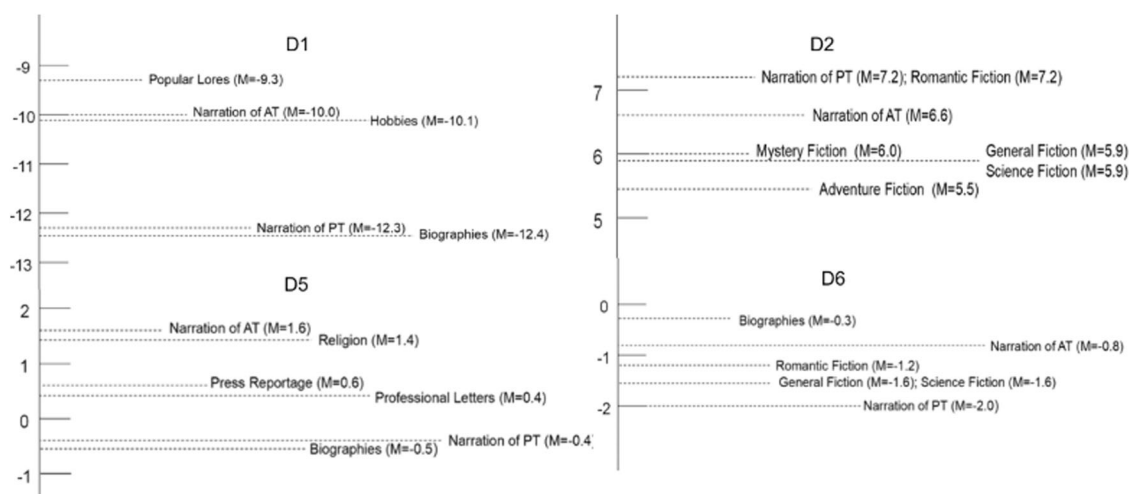 D1
-9
Popular Lores (M=-9.3)
-10
Narration of AT (M=-10.0)
Hobbies (M=-10.1)
-11
-12
Narration of PT (M=-12.3)
Biographies (M=-12.4)
-13
D2
Narration of PT (M=7.2); Romantic Fiction (M=7.2)
7
Narration of AT (M=6.6)
6
Mystery Fiction (M=6.0)
General Fiction (M=5.9)
Science Fiction (M=5.9)
Adventure Fiction (M=5.5)
5
D5
2
Narration of AT (M=1.6)
Religion (M=1.4)
1
Press Reportage (M=0.6)
Professional Letters (M=0.4)
0
Narration of PT (M=-0.4
Biographies (M=-0.5)
-1
D6
0
Biographies (M=-0.3)
Narration of AT (M=-0.8)
-1
Romantic Fiction (M=-1.2)
General Fiction (M=-1.6); Science Fiction (M=-1.6)
-2
Narration of PT (M=-2.0)